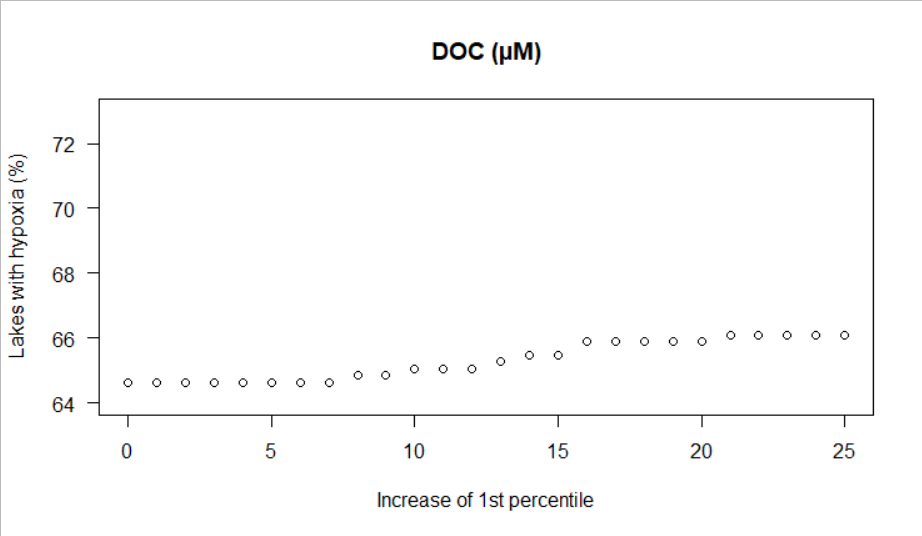 DOC (µM)
Lakes with hypoxia (%)
72
70
68
66
64
0 5 10 15 20 25
Increase of 1st percentile